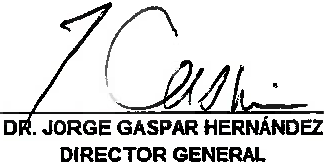 DR. JORGE GASPAR HERNÁNDEZ
DIRECTOR GENERAL